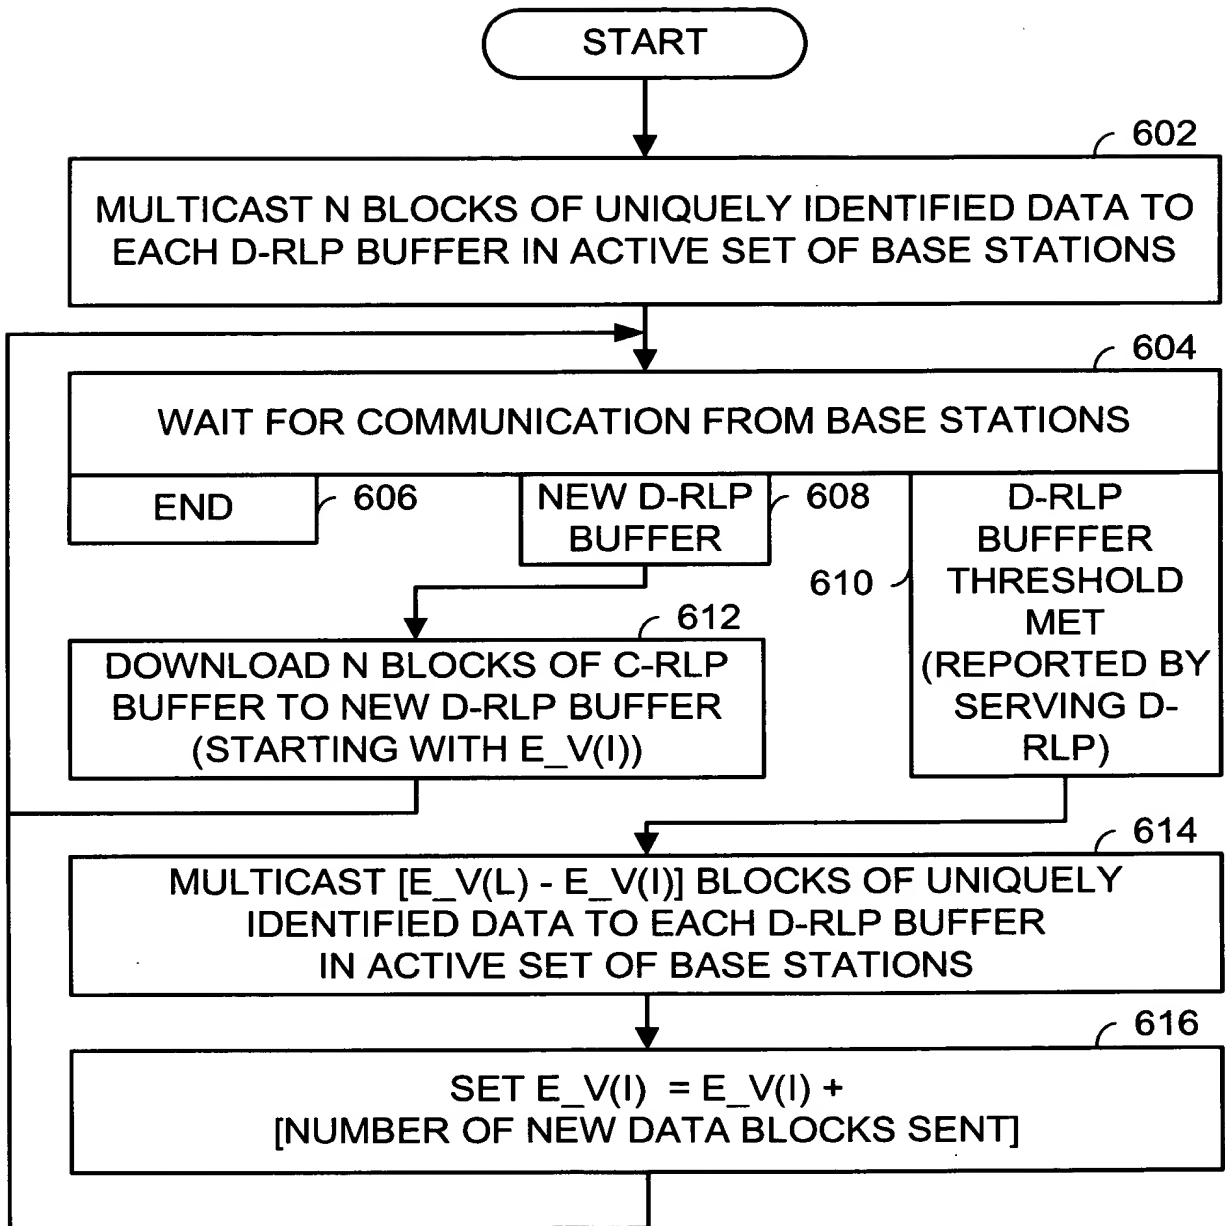 START
602
MULTICAST N BLOCKS OF UNIQUELY IDENTIFIED DATA TO
EACH D-RLP BUFFER IN ACTIVE SET OF BASE STATIONS
604
WAIT FOR COMMUNICATION FROM BASE STATIONS
END
606
NEW D-RLP
BUFFER
608
D-RLP
BUFFFER
THRESHOLD
MET
(REPORTED BY
SERVING D-
RLP)
610
612
DOWNLOAD N BLOCKS OF C-RLP
BUFFER TO NEW D-RLP BUFFER
(STARTING WITH E_V(I))
614
MULTICAST [E_V(L) - E_V(I)] BLOCKS OF UNIQUELY
IDENTIFIED DATA TO EACH D-RLP BUFFER
IN ACTIVE SET OF BASE STATIONS
616
SET E_V(I) = E_V(I) +
[NUMBER OF NEW DATA BLOCKS SENT]